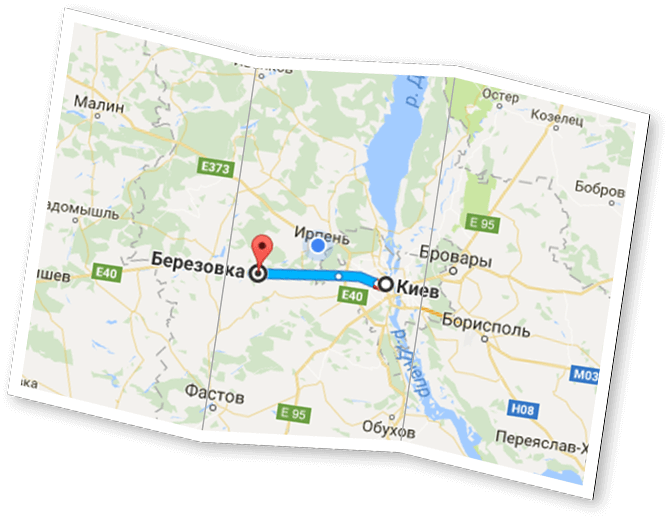 Остер
Малин
Козелец
E373
Бобров
адомышль
E 95
Ирпень
Бровары
Березовка
ишев
E40
E40
Киев
Борисполь
р. Днепр
M03
Фастов
E 95
H08
Обухов
Переяслав-Х